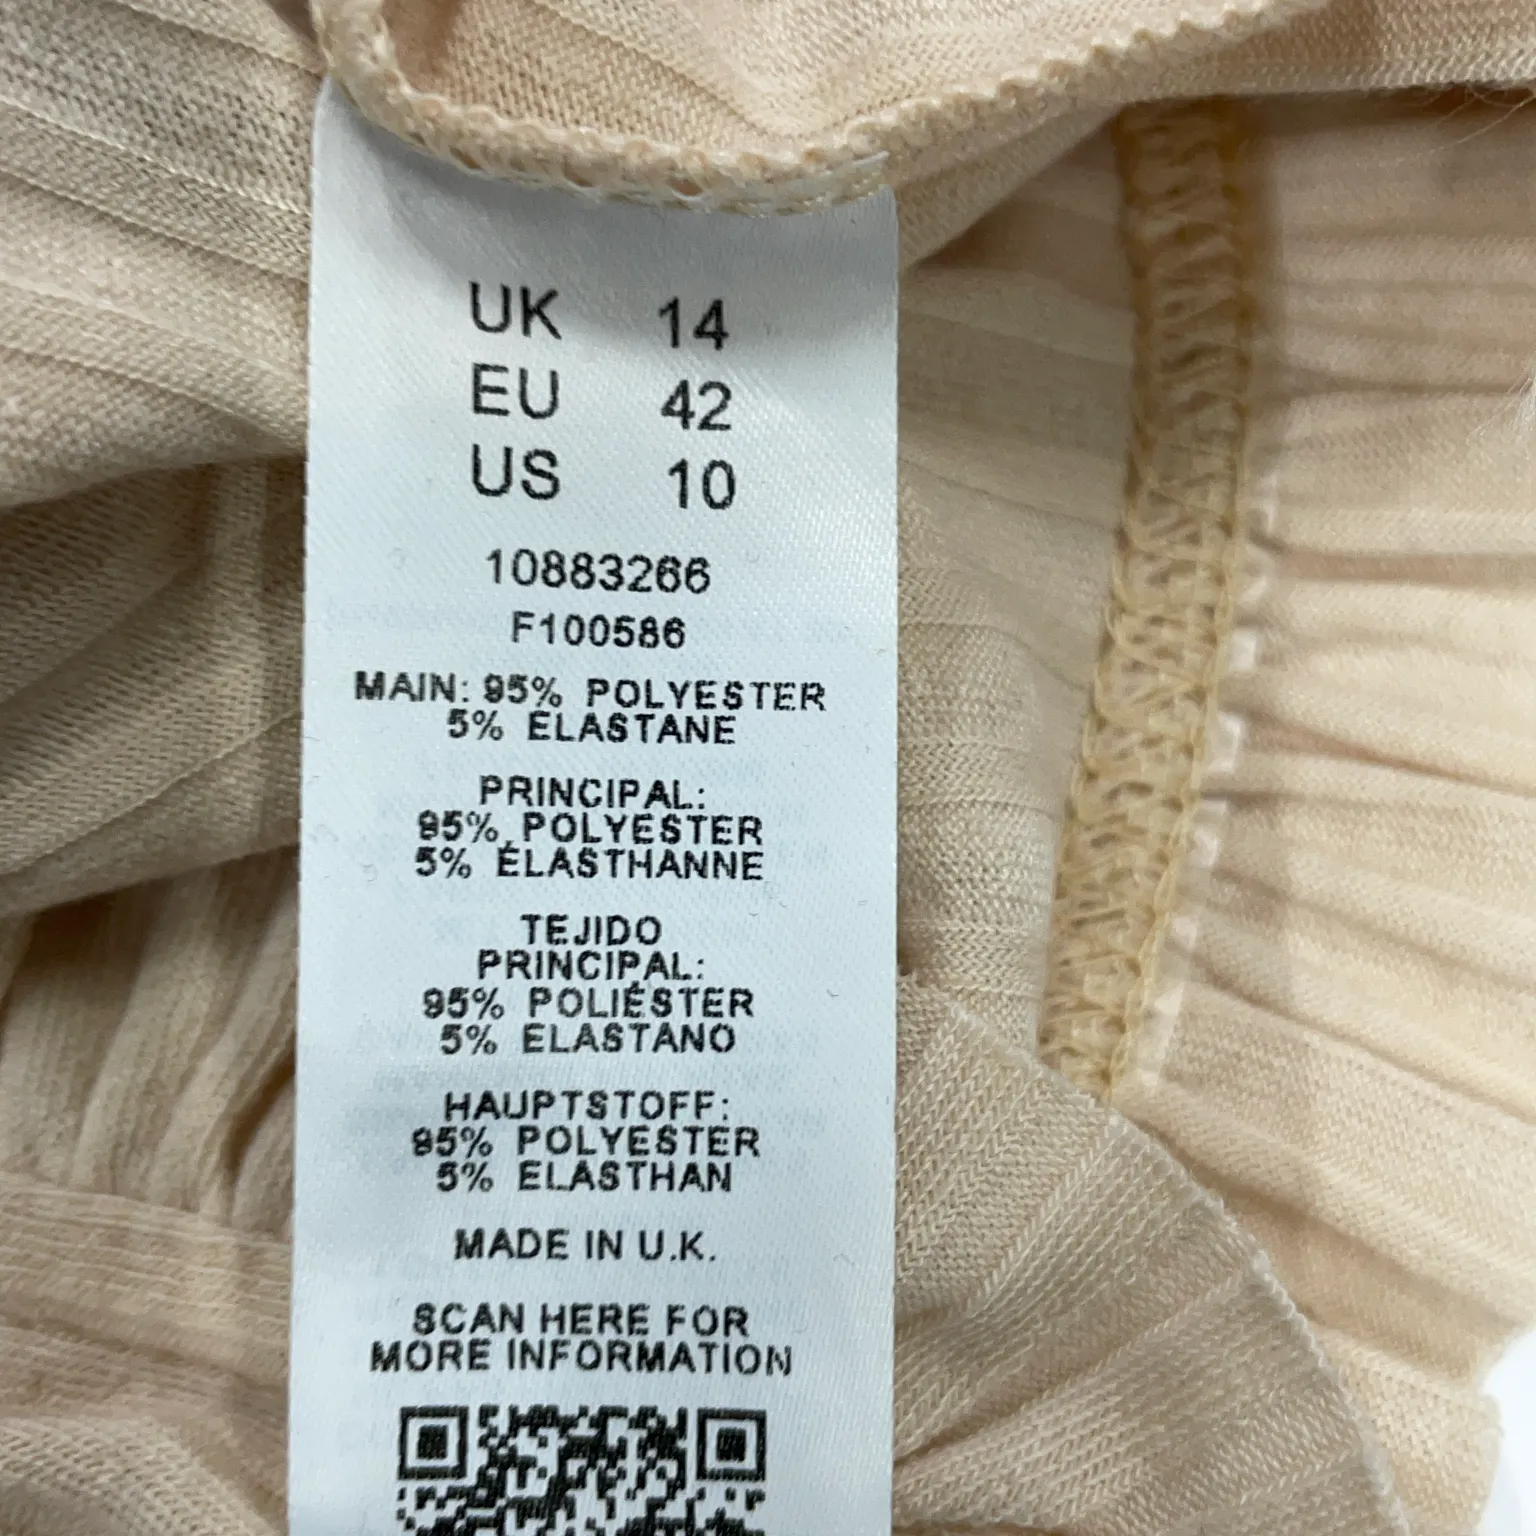 UK 14
EU 42
US 10
10883266
F100586
MAIN: 95% POLYESTER
5% ELASTANE
PRINCIPAL:
95% POLYESTER
5% ÉLASTHANNE
TEJIDO
PRINCIPAL:
95% POLIÉSTER
5% ELASTANO
HAUPTSTOFF:
95% POLYESTER
5% ELASTHAN
MADE IN U.K.
SCAN HERE FOR
MORE INFORMATION